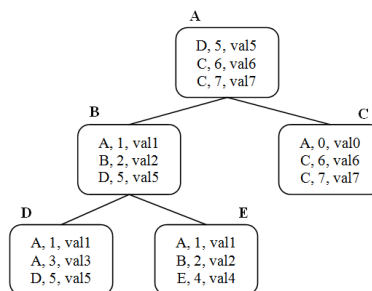 A
D, 5, val5
C, 6, val6
C, 7, val7
B
A, 1, val1
B, 2, val2
D, 5, val5
C
A, 0, val0
C, 6, val6
C, 7, val7
D
A, 1, val1
A, 3, val3
D, 5, val5
E
A, 1, val1
B, 2, val2
E, 4, val4